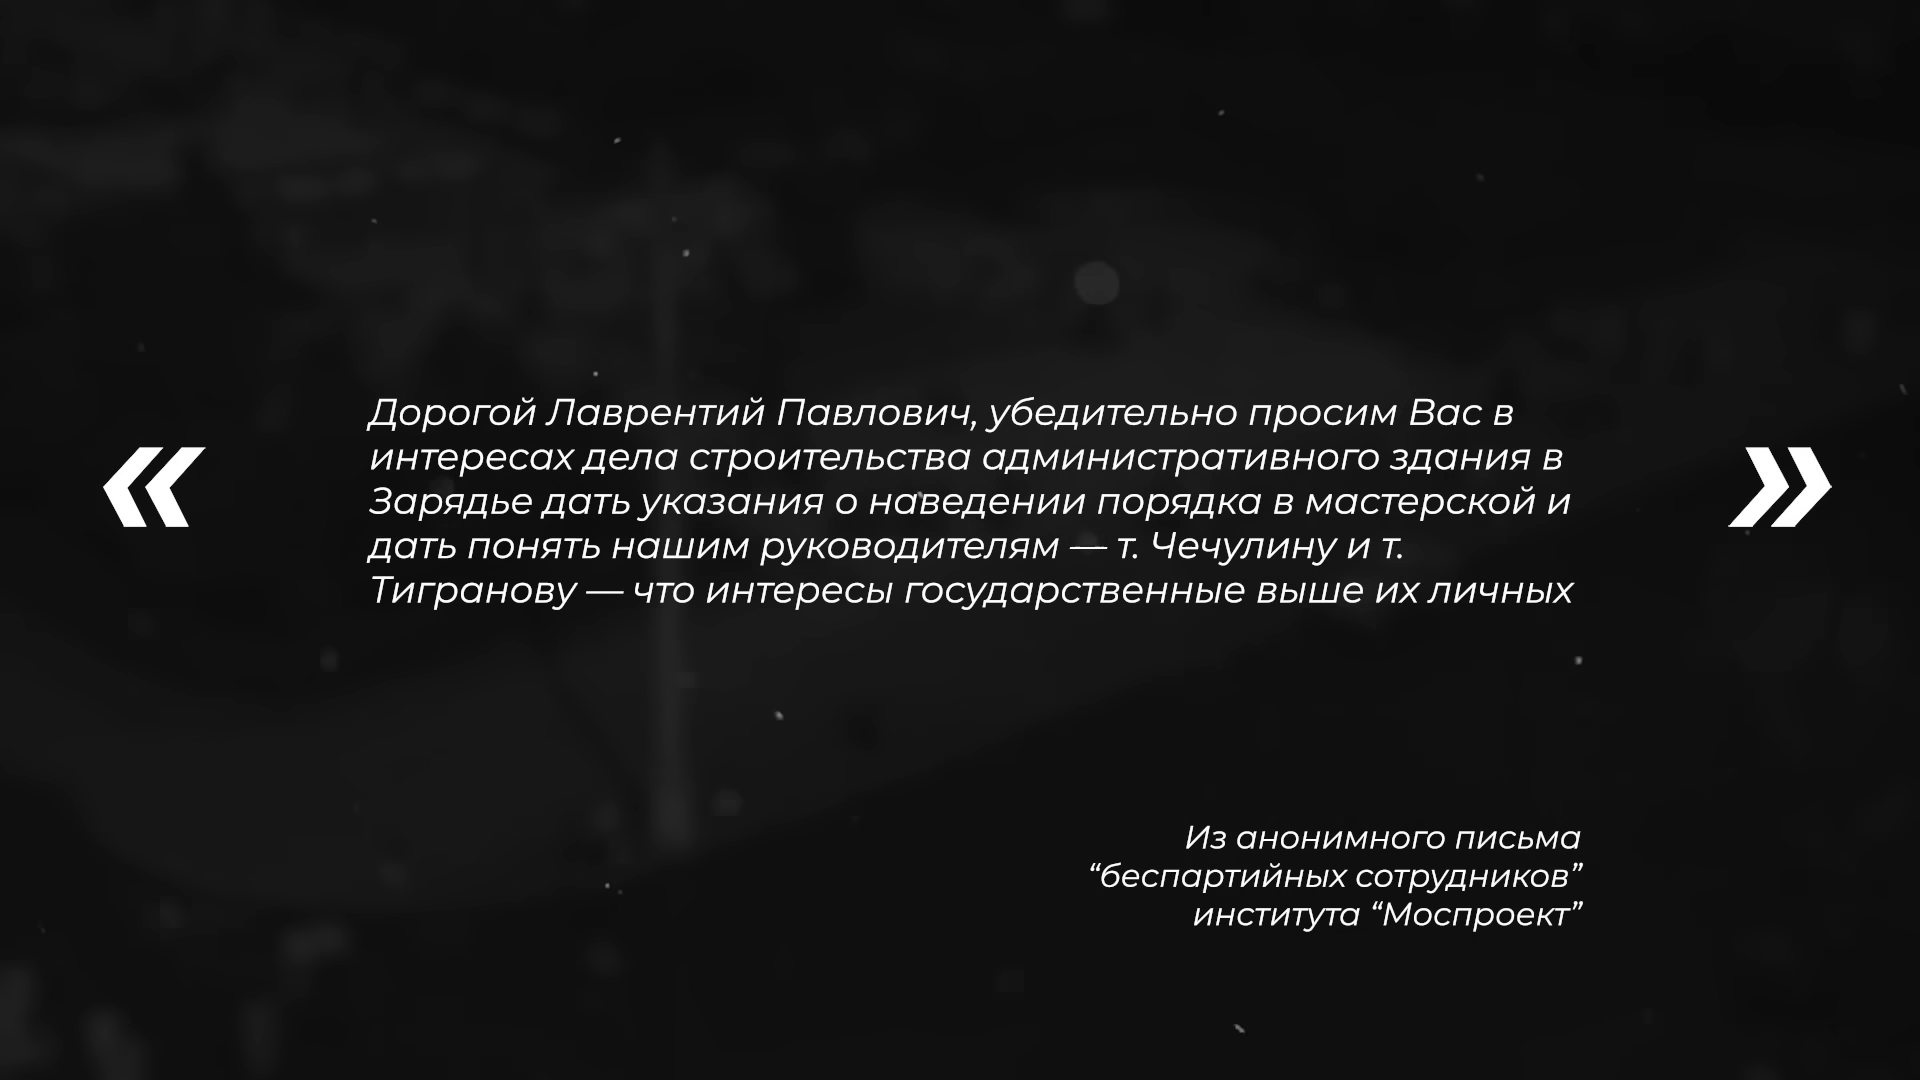 «
Дорогой Лаврентий Павлович, убедительно просим Вас в
интересах дела строительства административного здания в
Зарядье дать указания о наведении порядка в мастерской и
дать понять нашим руководителям — т. Чечулину и т.
Тигранову — что интересы государственные выше их личных
»
Из анонимного письма
“беспартийных сотрудников”
института “Моспроект”